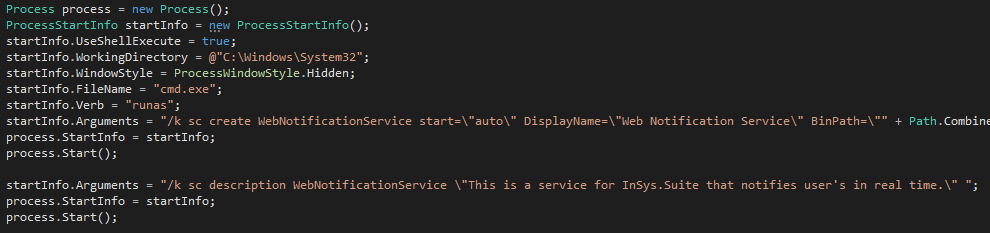 Process process = new Process();
ProcessStartInfo startInfo = new ProcessStartInfo();
startInfo.UseShellExecute = true;
startInfo.WorkingDirectory = @"C:\Windows\System32";
startInfo.WindowStyle = ProcessWindowStyle.Hidden;
startInfo.FileName = "cmd.exe";
startInfo.Verb = "runas";
startInfo.Arguments = "/k sc create WebNotificationService start=\"auto\" DisplayName=\"Web Notification Service\" BinPath=\"" + Path.Combine
process.StartInfo = startInfo;
process.Start();
startInfo.Arguments = "/k sc description WebNotificationService \"This is a service for InSys.Suite that notifies user's in real time.\" ";
process.StartInfo = startInfo;
process.Start();